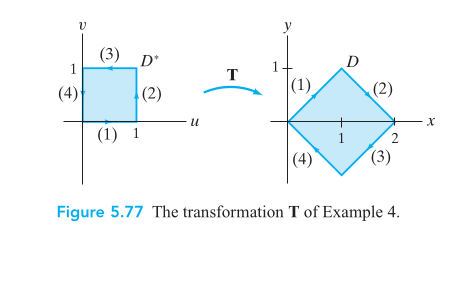 v
y
(3)
1
D*
T
1
D
(1)
(2)
(4)
(2)
u
x
(1)
1
1
2
(4)
(3)
Figure 5.77 The transformation T of Example 4.